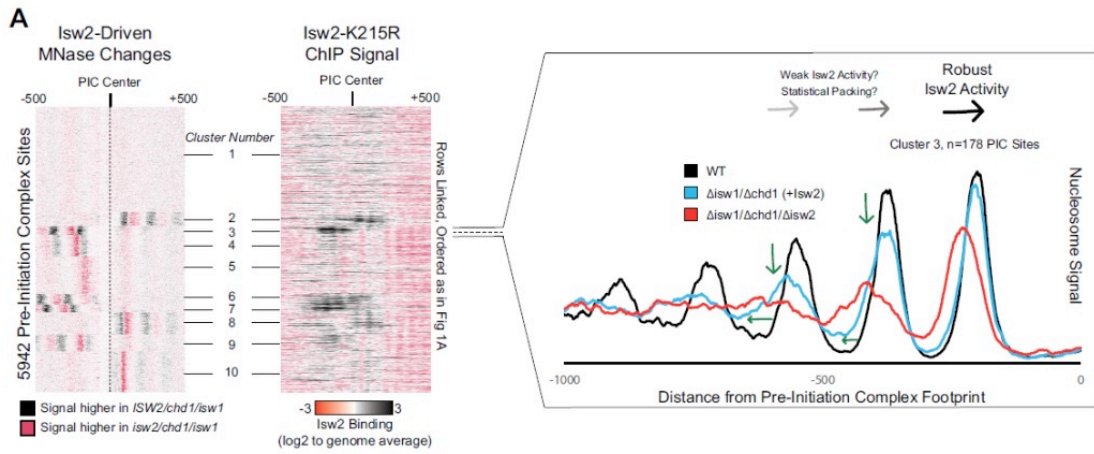 A
Isw2-Driven
MNase Changes
PIC Center
-500
+500
5942 Pre-Initiation Complex Sites
Cluster Number
1
2
3
4
5
6
7
8
9
10
Signal higher in ISW2/chd1/isw1
Signal higher in isw2/chd1/isw1
Isw2-K215R
ChIP Signal
PIC Center
-500
+500
Rows Linked, Ordered as in Fig 1A
-3
3
Isw2 Binding
(log2 to genome average)
Weak Isw2 Activity?
Statistical Packing?
Robust
Isw2 Activity
Cluster 3, n=178 PIC Sites
WT
Δisw1/Δchd1 (+Isw2)
Δisw1/Δchd1/Δisw2
Nucleosome Signal
-1000
-500
0
Distance from Pre-Initiation Complex Footprint